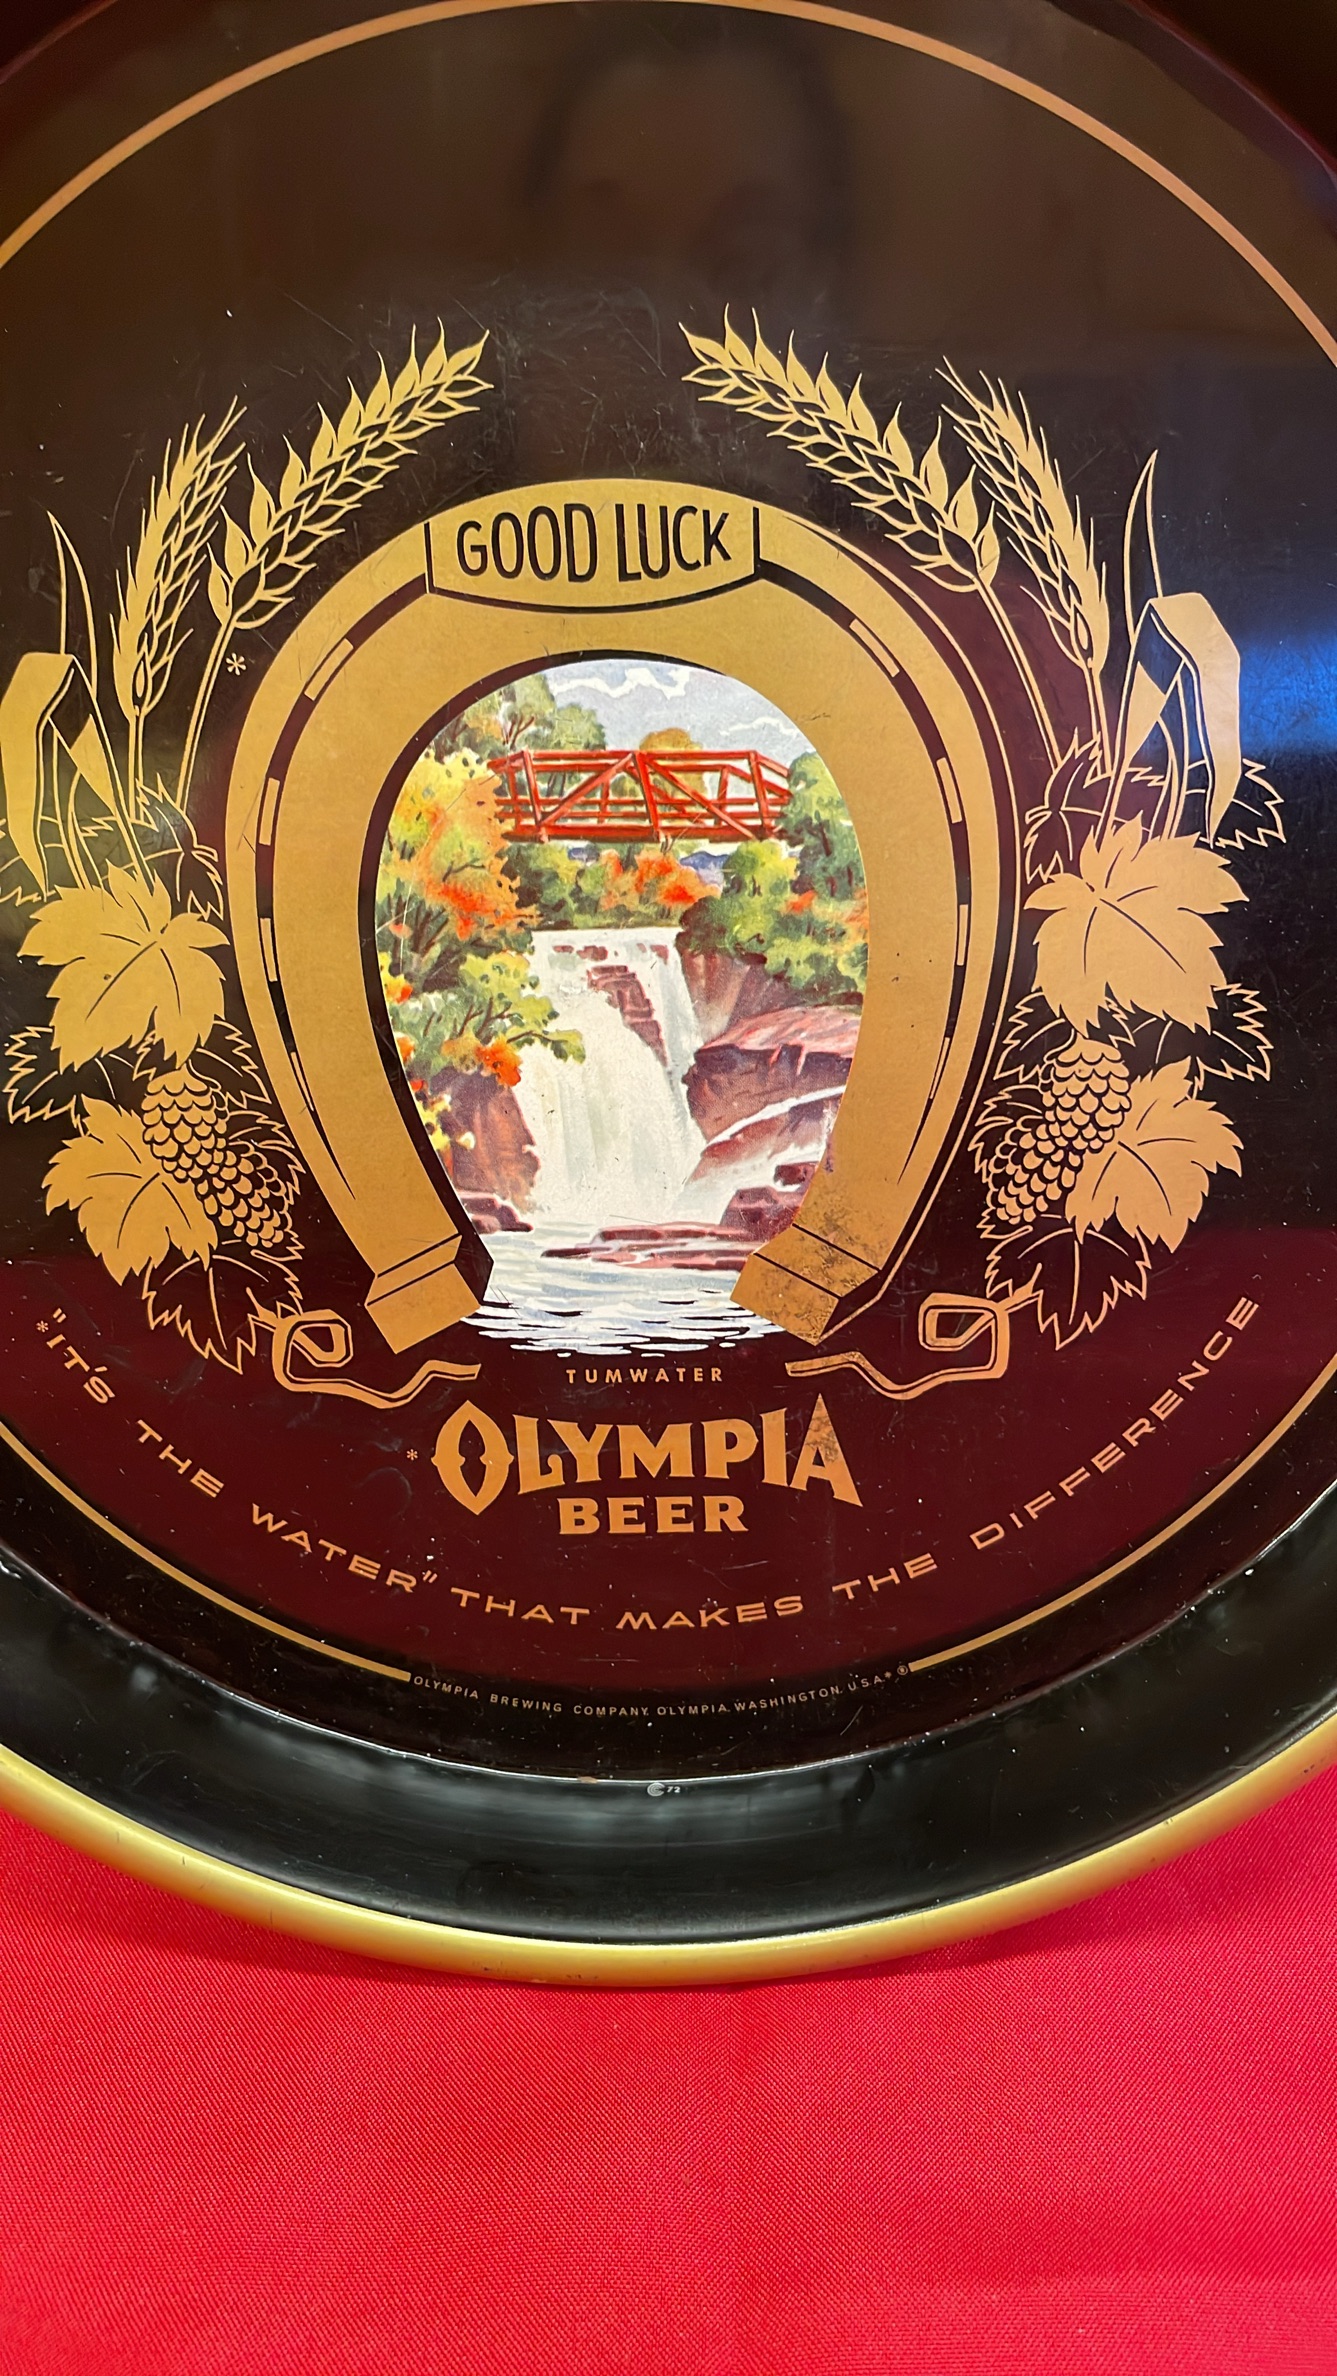 GOOD LUCK
TUMWATER
*OLYMPIA
BEER
*"IT'S THE WATER" THAT MAKES THE DIFFERENCE
OLYMPIA BREWING COMPANY, OLYMPIA, WASHINGTON, U.S.A.*®
72